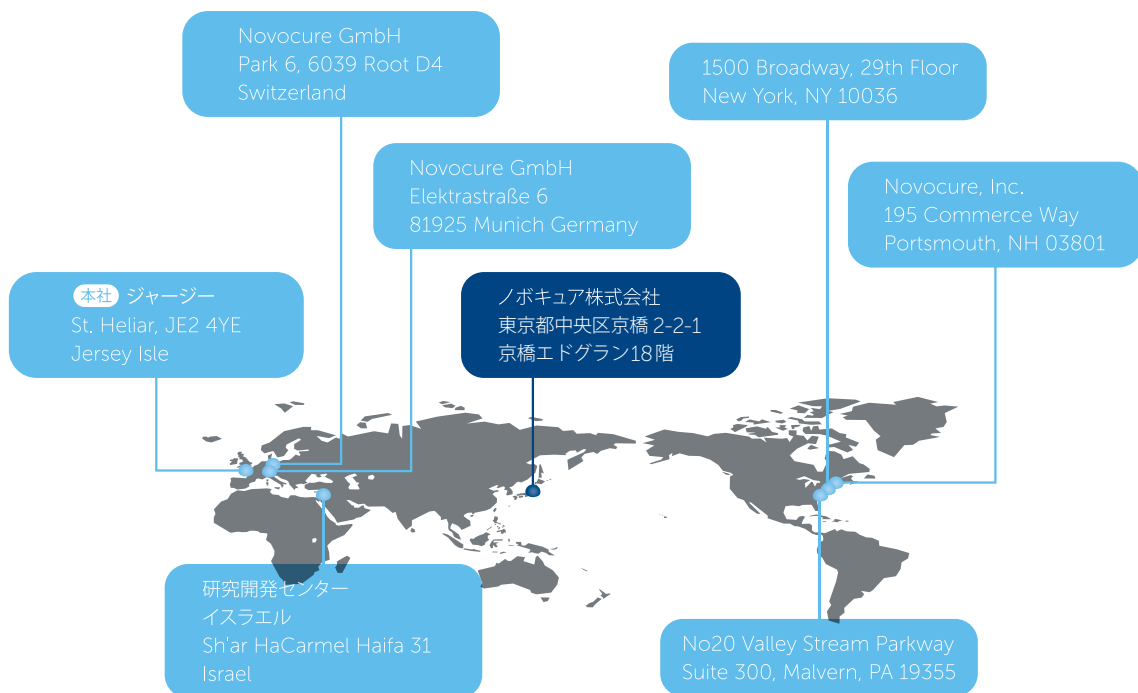 Novocure GmbH
Park 6, 6039 Root D4
Switzerland
1500 Broadway, 29th Floor
New York, NY 10036
Novocure GmbH
Elektrastraße 6
81925 Munich Germany
Novocure, Inc.
195 Commerce Way
Portsmouth, NH 03801
本社 ジャージー
St. Heliar, JE2 4YE
Jersey Isle
ノボキュア株式会社
東京都中央区京橋 2-2-1
京橋エドグラン18階
研究開発センター
イスラエル
Sh'ar HaCarmel Haifa 31
Israel
No20 Valley Stream Parkway
Suite 300, Malvern, PA 19355